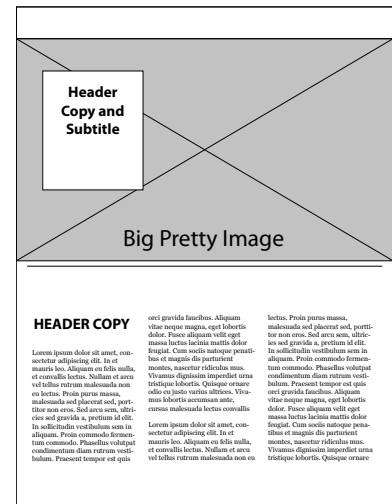 Header
Copy and
Subtitle
Big Pretty Image
HEADER COPY
Lorem ipsum dolor sit amet, con-
sectetur adipiscing elit. In et
mauris leo. Aliquam eu felis nulla,
et convallis lectus. Nullam et arcu
vel tellus rutrum malesuada non
eu lectus. Proin purus massa,
malesuada sed placerat sed, port-
titor non eros. Sed arcu sem, ultri-
cies sed gravida a, pretium id elit.
In sollicitudin vestibulum sem in
aliquam. Proin commodo fermen-
tum commodo. Phasellus volutpat
condimentum diam rutrum vesti-
bulum. Praesent tempor est quis
orci gravida faucibus. Aliquam
vitae neque magna, eget lobortis
dolor. Fusce aliquam velit eget
massa luctus lacinia mattis dolor
feugiat. Cum sociis natoque penati-
bus et magnis dis parturient
montes, nascetur ridiculus mus.
Vivamus dignissim imperdiet urna
tristique lobortis. Quisque ornare
odio eu justo varius ultrices. Viva-
mus lobortis accumsan ante,
cursus malesuada lectus convallis
Lorem ipsum dolor sit amet, con-
sectetur adipiscing elit. In et
mauris leo. Aliquam eu felis nulla,
et convallis lectus. Nullam et arcu
vel tellus rutrum malesuada non eu
lectus. Proin purus massa,
malesuada sed placerat sed, portti-
tor non eros. Sed arcu sem, ultric-
ies sed gravida a, pretium id elit.
In sollicitudin vestibulum sem in
aliquam. Proin commodo fermen-
tum commodo. Phasellus volutpat
condimentum diam rutrum vesti-
bulum. Praesent tempor est quis
orci gravida faucibus. Aliquam
vitae neque magna, eget lobortis
dolor. Fusce aliquam velit eget
massa luctus lacinia mattis dolor
feugiat. Cum sociis natoque pena-
tibus et magnis dis parturient
montes, nascetur ridiculus mus.
Vivamus dignissim imperdiet urna
tristique lobortis. Quisque ornare